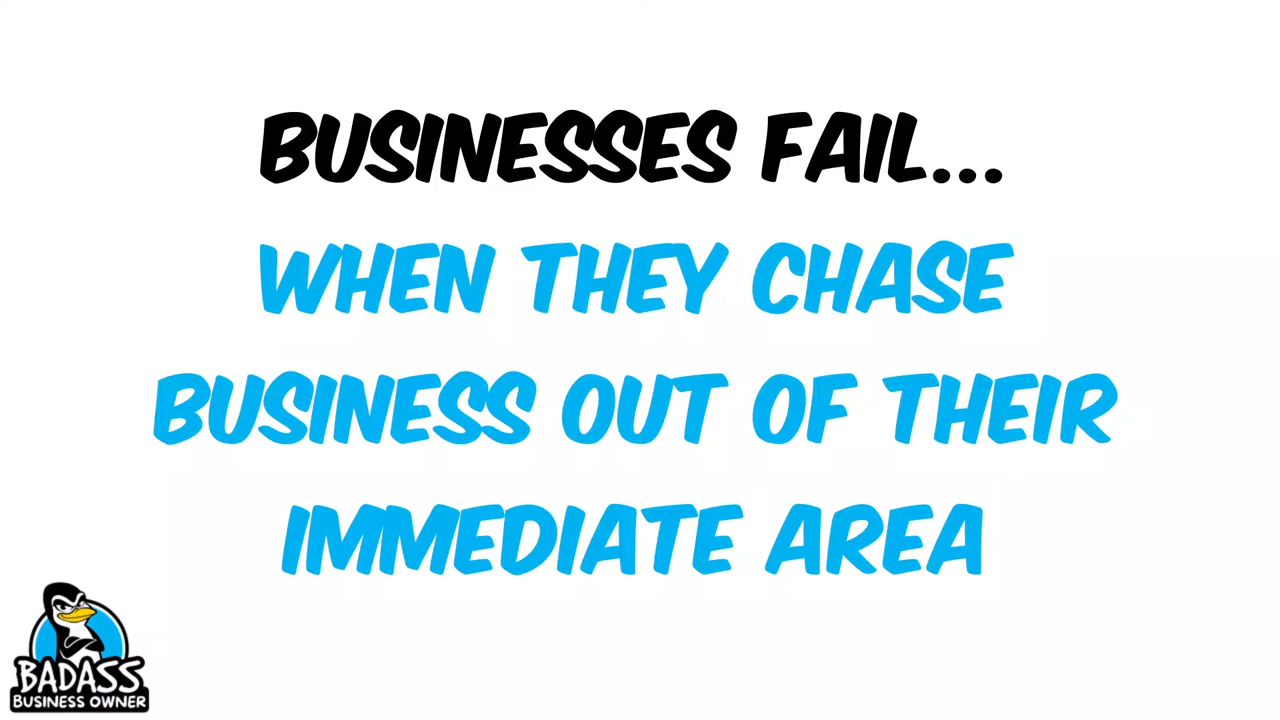 BUSINESSES FAIL...
WHEN THEY CHASE
BUSINESS OUT OF THEIR
IMMEDIATE AREA
BADASS
BUSINESS OWNER